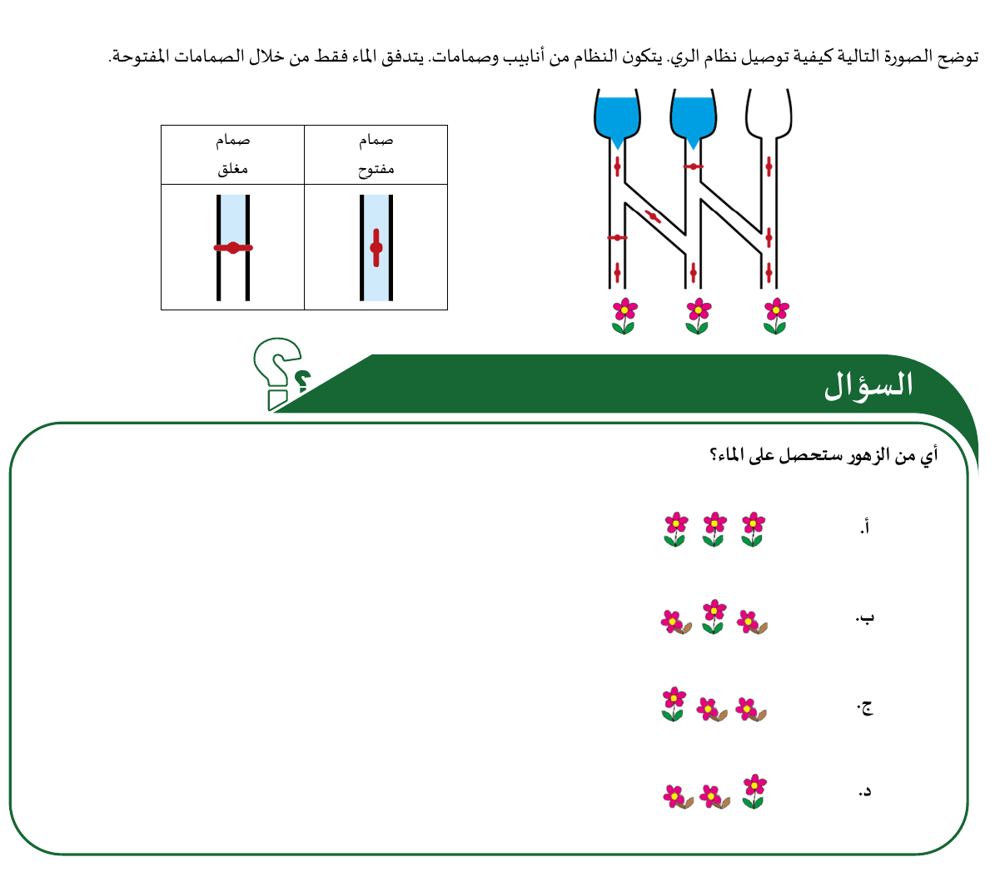 توضح الصورة التالية كيفية توصيل نظام الري. يتكون النظام من أنابيب وصمامات. يتدفق الماء فقط من خلال الصمامات المفتوحة.
صمام مفتوح
صمام مغلق
السؤال
أي من الزهور ستحصل على الماء؟
أ.
ب.
ج.
د.